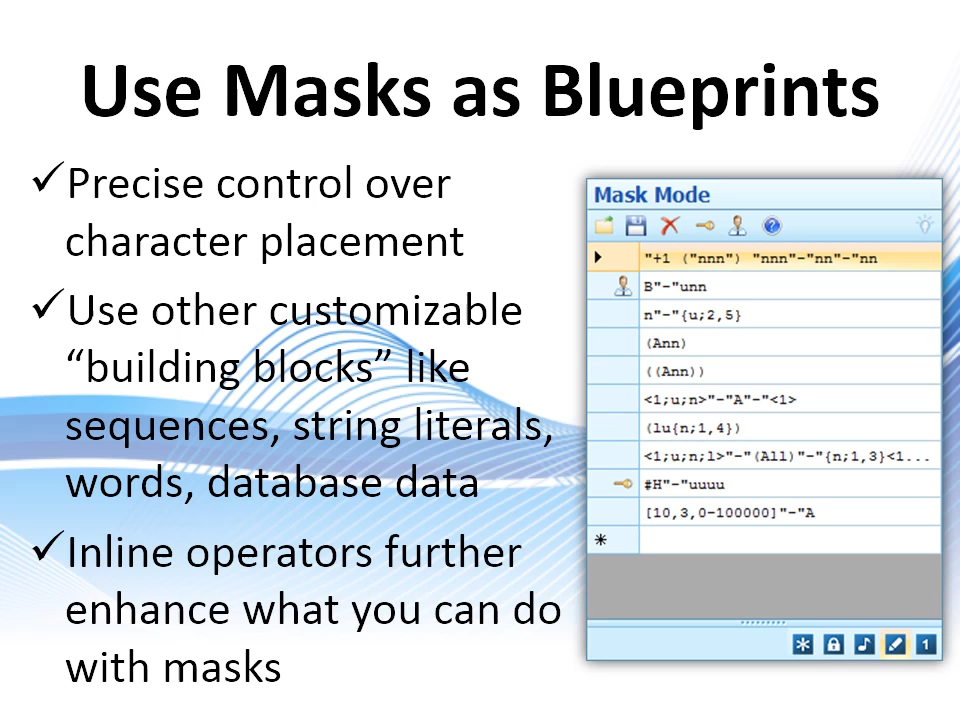 Use Masks as Blueprints
✓Precise control over
character placement
✓Use other customizable
“building blocks” like
sequences, string literals,
words, database data
✓Inline operators further
enhance what you can do
with masks
Mask Mode
"+1 ("nnn") "nnn"-"nn"-"nn
B"-"unn
n"-"{u;2,5}
(Ann)
((Ann))
<1;u;n>"-"A"-"<1>
(lu{n;1,4})
<1;u;n;l>"-"(All)"-"{n;1,3}<1...
#H"-"uuuu
[10,3,0-100000]"-"A
1